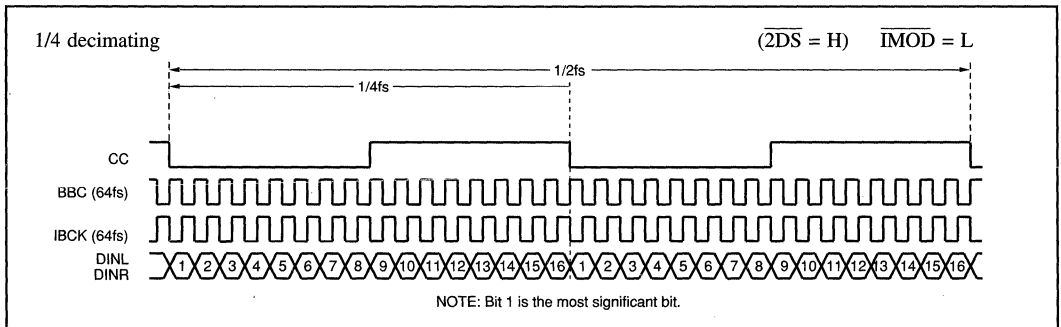 1/4 decimating
(2DS = H) IMOD = L
1/2fs
1/4fs
CC
BBC (64fs)
IBCK (64fs)
DINL
DINR
1 2 3 4 5 6 7 8 9 10 11 12 13 14 15 16 1 2 3 4 5 6 7 8 9 10 11 12 13 14 15 16
NOTE: Bit 1 is the most significant bit.